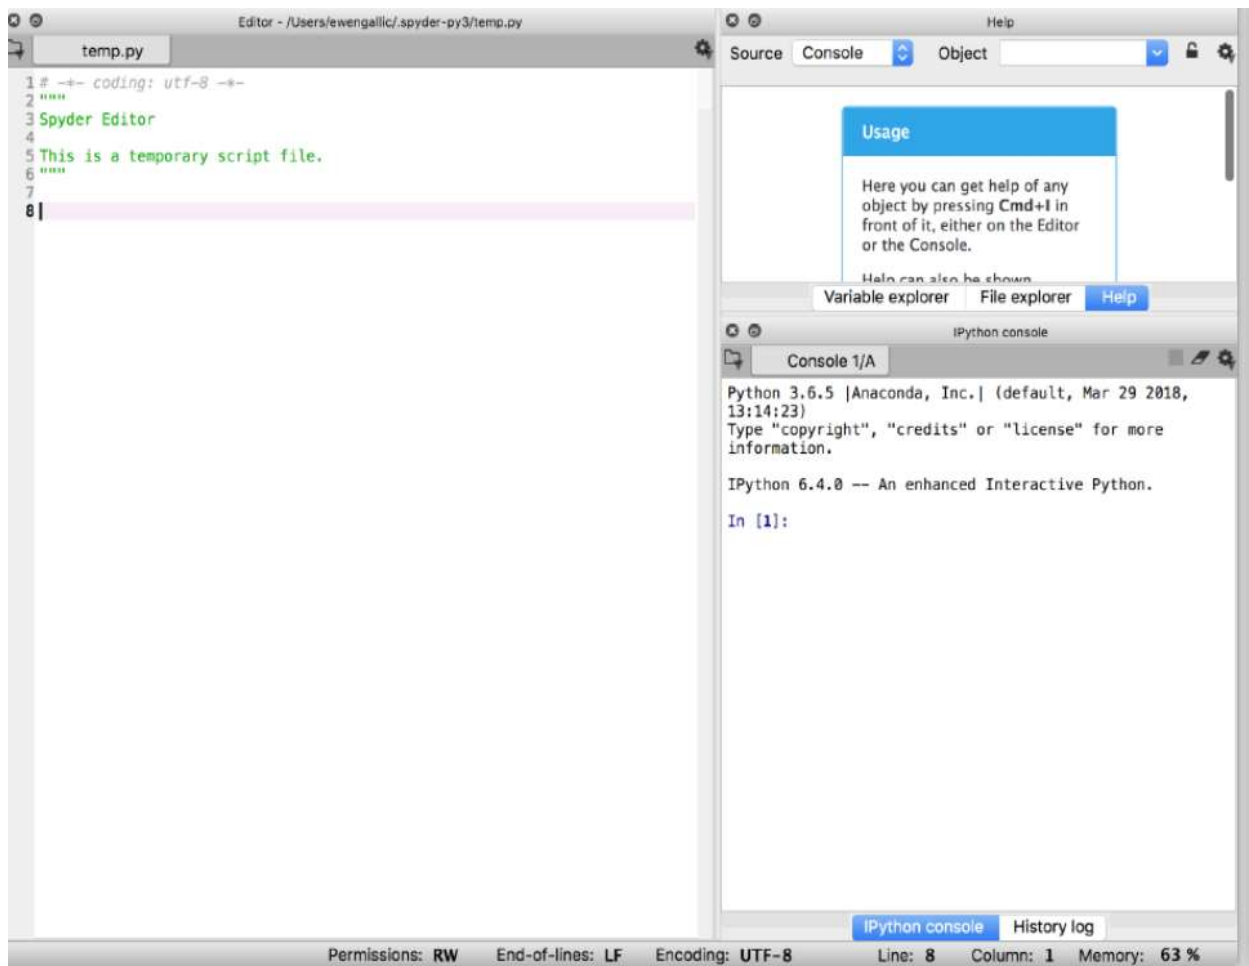 Editor - /Users/ewengallic/.spyder-py3/temp.py
temp.py
1 # -*- coding: utf-8 -*-
2 """
3 Spyder Editor
4
5 This is a temporary script file.
6 """
7
8
Help
Source Console Object
Usage
Here you can get help of any
object by pressing Cmd+I in
front of it, either on the Editor
or the Console.
Help can also be shown
Variable explorer File explorer Help
IPython console
Console 1/A
Python 3.6.5 |Anaconda, Inc.| (default, Mar 29 2018,
13:14:23)
Type "copyright", "credits" or "license" for more
information.
IPython 6.4.0 -- An enhanced Interactive Python.
In [1]:
IPython console History log
Permissions: RW End-of-lines: LF Encoding: UTF-8 Line: 8 Column: 1 Memory: 63 %